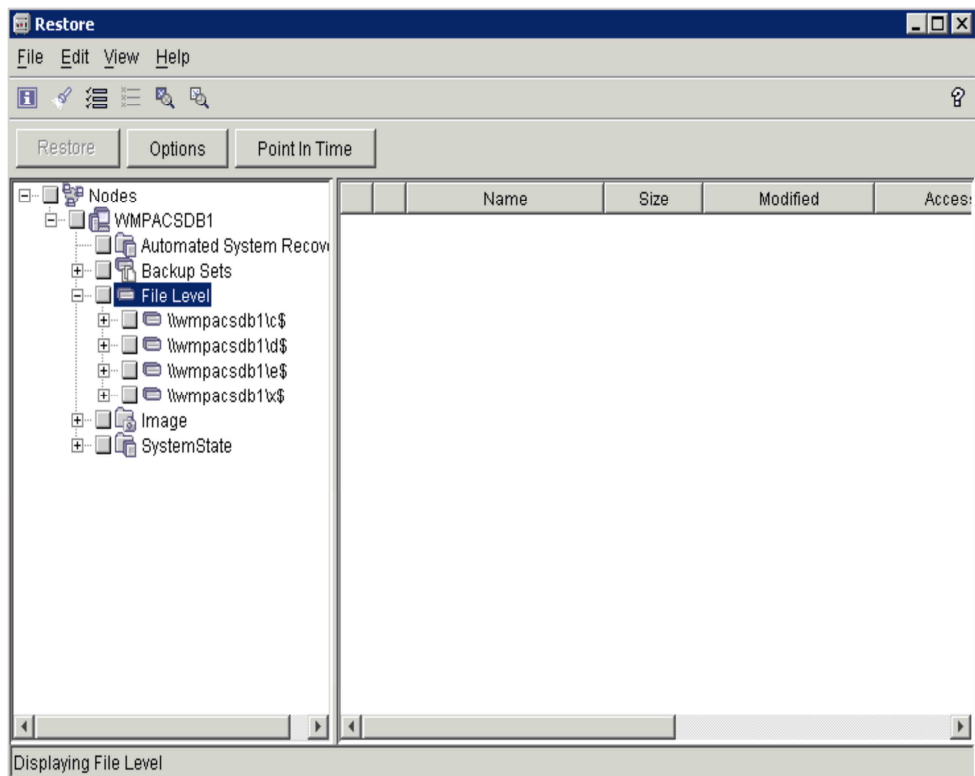 Restore
File Edit View Help
Restore Options Point In Time
Nodes
WMPACSDB1
Automated System Recov
Backup Sets
File Level
\\wmpacsdb1\c$
\\wmpacsdb1\d$
\\wmpacsdb1\e$
\\wmpacsdb1\x$
Image
SystemState
Name Size Modified Acces
Displaying File Level